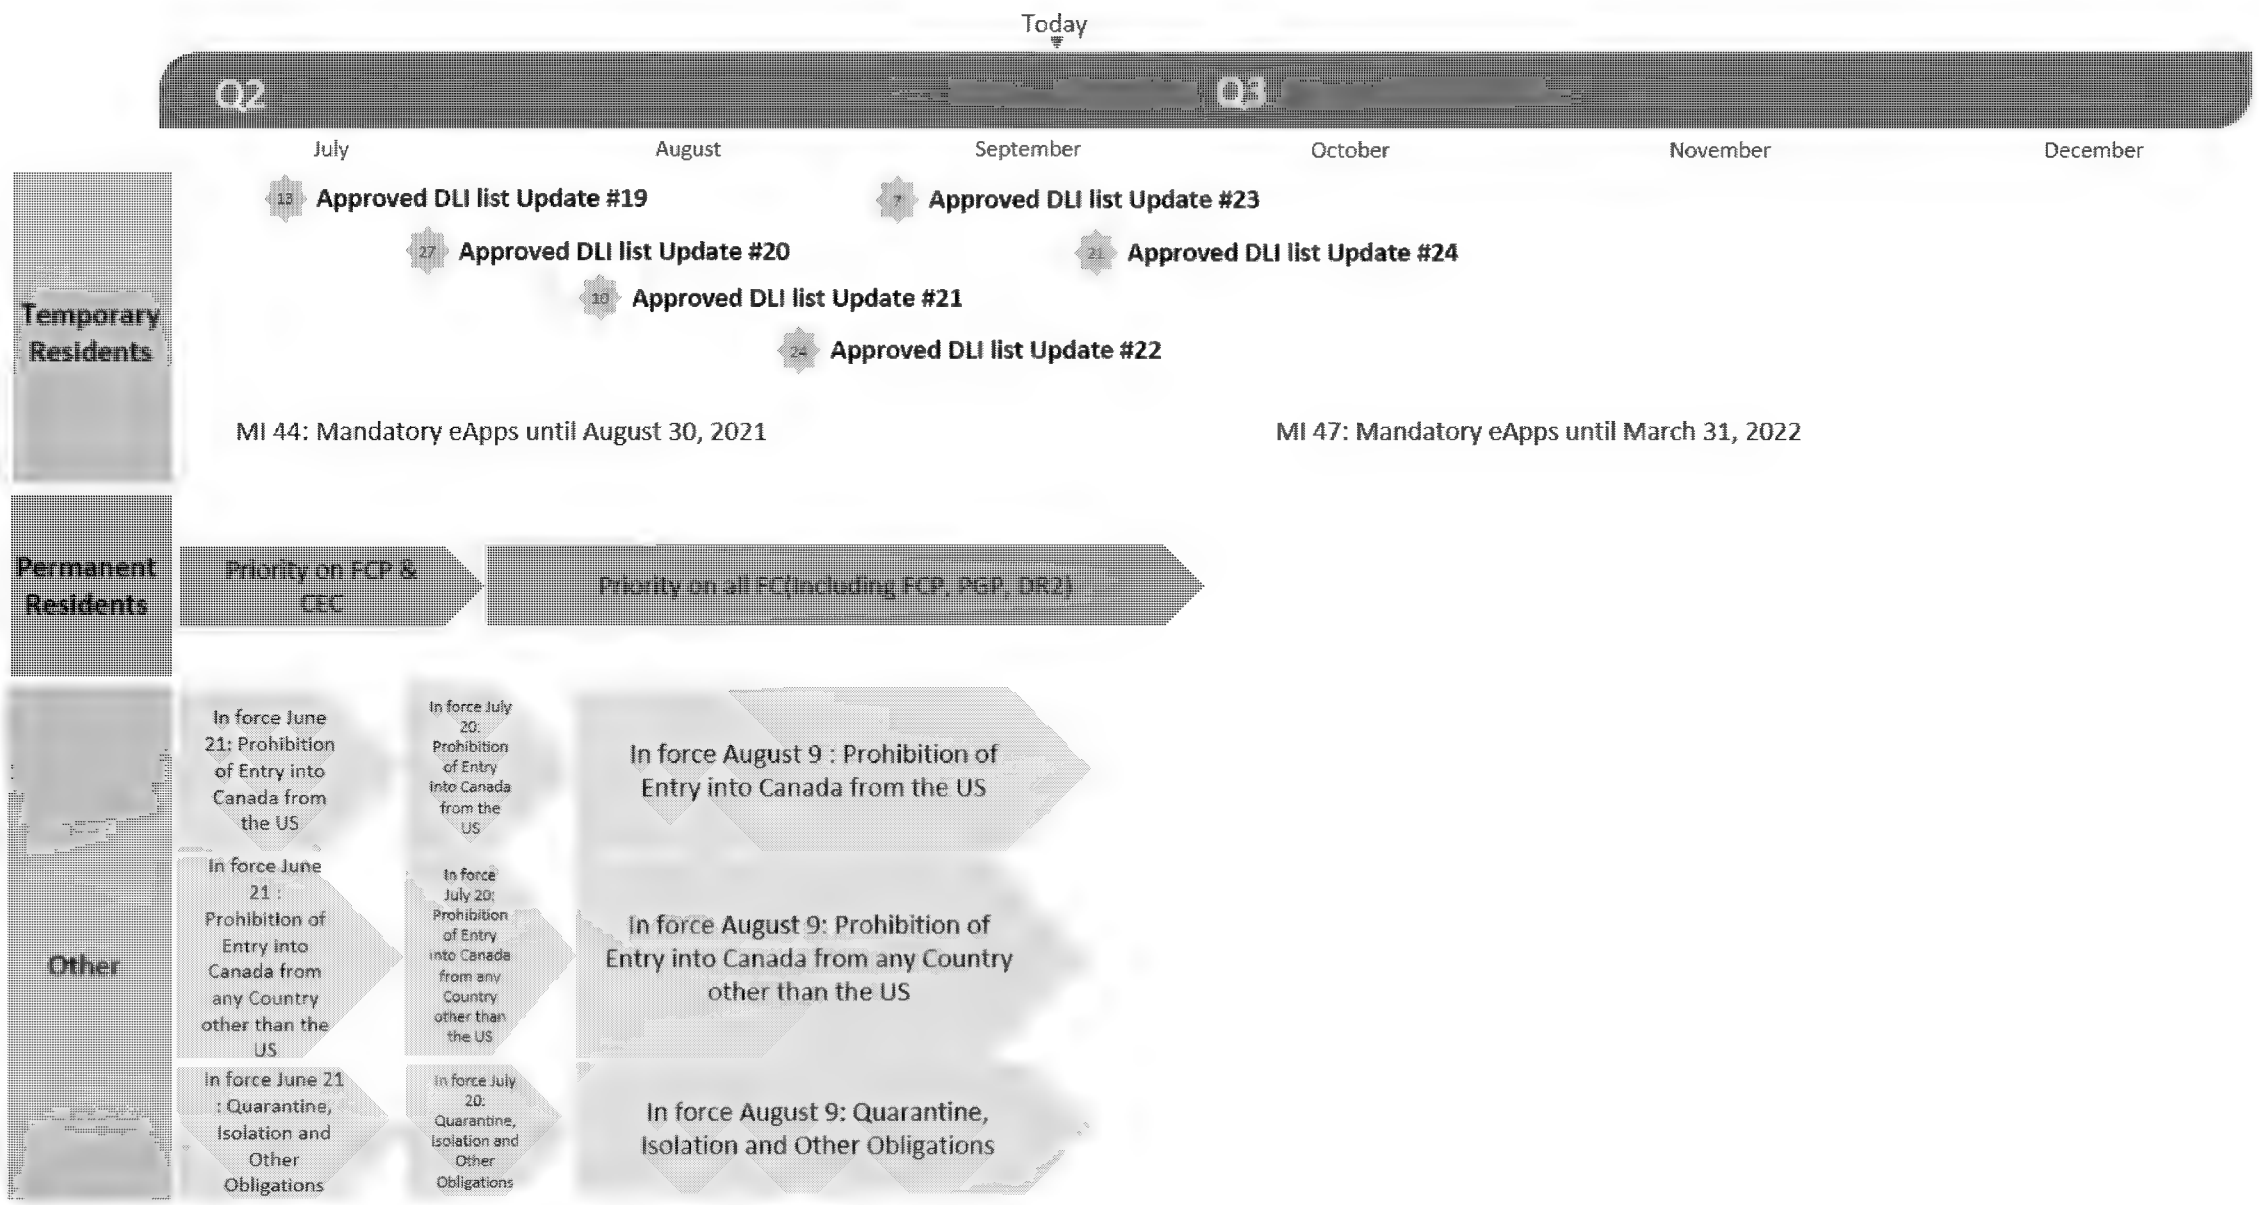 Today
Q2
Q3
July
August
September
October
November
December
13
Approved DLI list Update #19
7
Approved DLI list Update #23
27
Approved DLI list Update #20
21
Approved DLI list Update #24
10
Approved DLI list Update #21
24
Approved DLI list Update #22
Temporary
Residents
MI 44: Mandatory eApps until August 30, 2021
MI 47: Mandatory eApps until March 31, 2022
Permanent
Residents
Priority on FCP &
CEC
Priority on all FC(Including FCP, PGP, DR2)
Other
In force June
21: Prohibition
of Entry into
Canada from
the US
In force July
20:
Prohibition
of Entry
into Canada
from the
US
In force August 9 : Prohibition of
Entry into Canada from the US
In force June
21 :
Prohibition of
Entry into
Canada from
any Country
other than the
US
In force
July 20:
Prohibition
of Entry
into Canada
from any
Country
other than
the US
In force August 9: Prohibition of
Entry into Canada from any Country
other than the US
In force June 21
: Quarantine,
Isolation and
Other
Obligations
In force July
20:
Quarantine,
Isolation and
Other
Obligations
In force August 9: Quarantine,
Isolation and Other Obligations